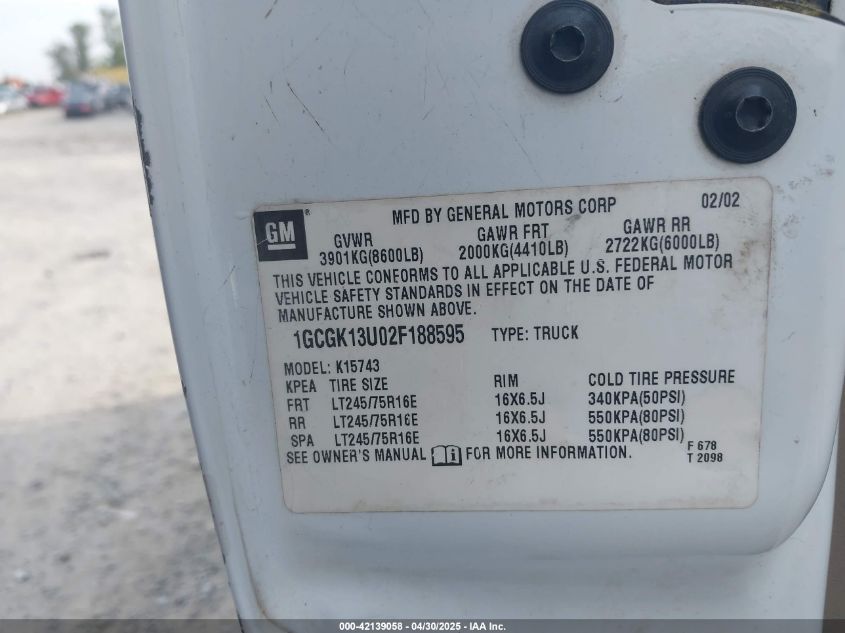 MFD BY GENERAL MOTORS CORP 02/02
GM ®
GVWR GAWR FRT GAWR RR
3901KG(8600LB) 2000KG(4410LB) 2722KG(6000LB)
THIS VEHICLE CONFORMS TO ALL APPLICABLE U.S. FEDERAL MOTOR
VEHICLE SAFETY STANDARDS IN EFFECT ON THE DATE OF
MANUFACTURE SHOWN ABOVE.
1GCGK13U02F188595 TYPE: TRUCK
MODEL: K15743
KPEA TIRE SIZE RIM COLD TIRE PRESSURE
FRT LT245/75R16E 16X6.5J 340KPA(50PSI)
RR LT245/75R16E 16X6.5J 550KPA(80PSI)
SPA LT245/75R16E 16X6.5J 550KPA(80PSI)
SEE OWNER'S MANUAL FOR MORE INFORMATION.
F 678
T 2098
000-42139058 - 04/30/2025 - IAA Inc.